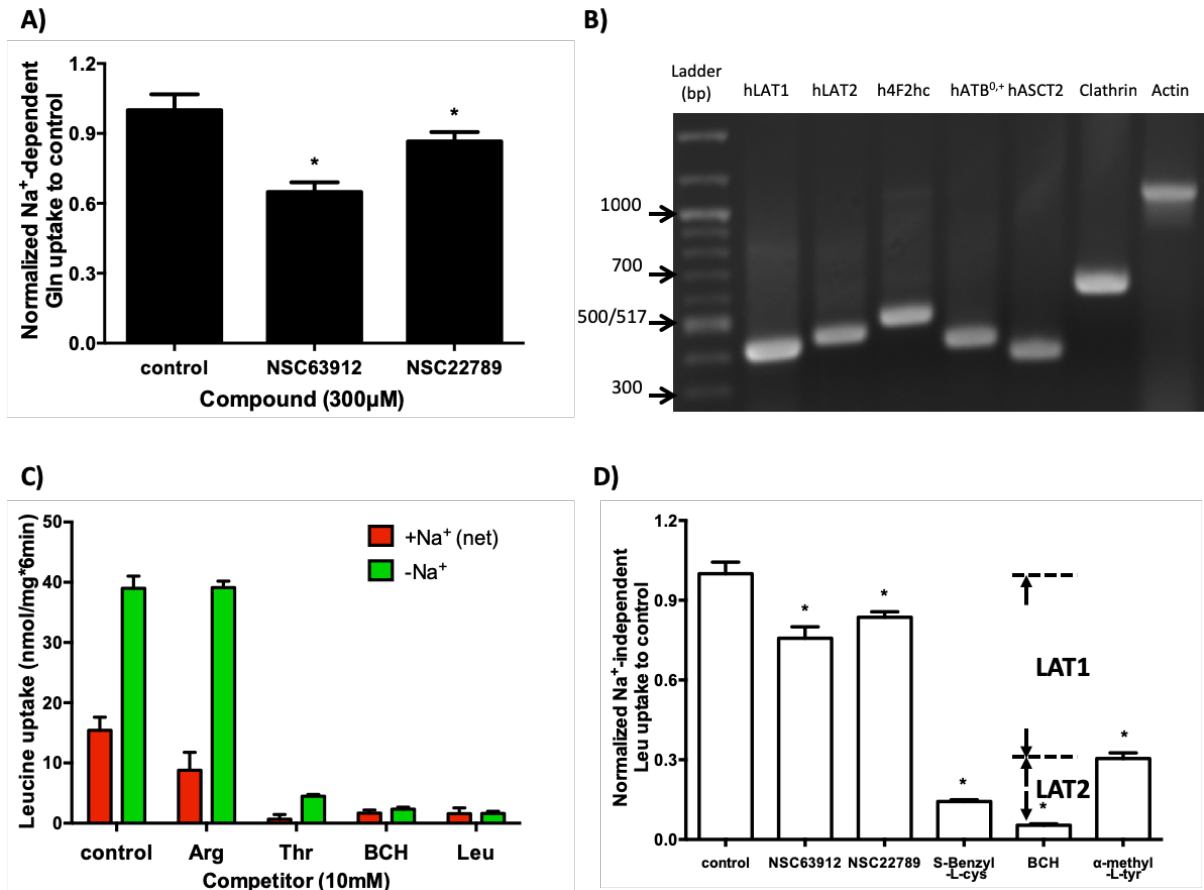 A)
Normalized Na⁺-dependent
Gln uptake to control
1.2
0.9
0.6
0.3
0.0
*
*
control NSC63912 NSC22789
Compound (300µM)
B)
Ladder
(bp)
hLAT1 hLAT2 h4F2hc hATB⁰,⁺ hASCT2 Clathrin Actin
1000
700
500/517
300
C)
Leucine uptake (nmol/mg*6min)
50
40
30
20
10
0
+Na⁺ (net)
-Na⁺
control Arg Thr BCH Leu
Competitor (10mM)
D)
Normalized Na⁺-independent
Leu uptake to control
1.2
0.9
0.6
0.3
0.0
*
*
*
*
*
LAT1
LAT2
control NSC63912 NSC22789 S-Benzyl
-L-cys BCH α-methyl
-L-tyr